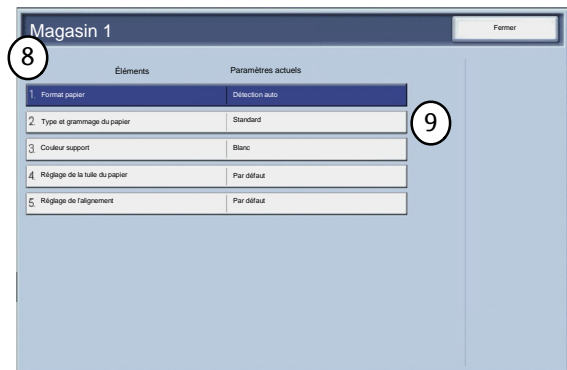 Magasin 1
Fermer
8
Éléments Paramètres actuels
1. Format papier Détection auto
2. Type et grammage du papier Standard
9
3. Couleur support Blanc
4. Réglage de la tuile du papier Par défaut
5. Réglage de l'alignement Par défaut